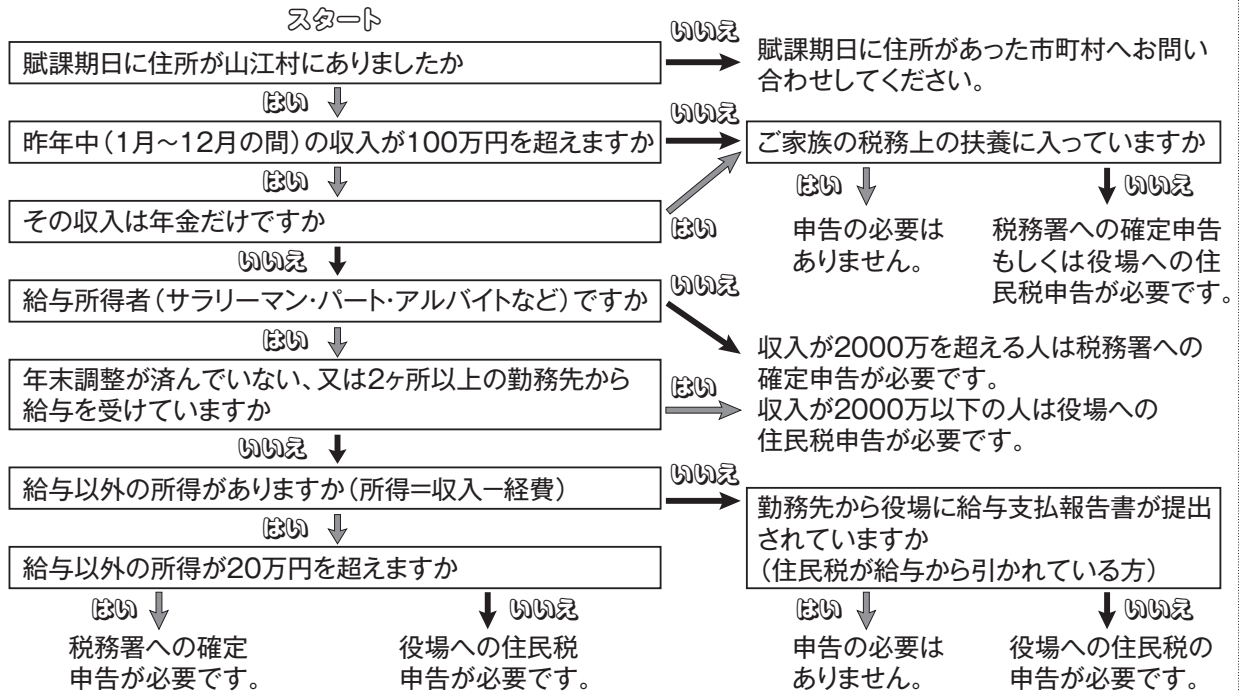 スタート
賦課期日に住所が山江村にありましたか
いいえ
賦課期日に住所があった市町村へお問い
合わせしてください。
はい
昨年中(1月～12月の間)の収入が100万円を超えますか
いいえ
ご家族の税務上の扶養に入っていますか
はい
その収入は年金だけですか
はい
はい
申告の必要は
ありません。
いいえ
税務署への確定申告
もしくは役場への住
民税申告が必要です。
いいえ
給与所得者(サラリーマン・パート・アルバイトなど)ですか
いいえ
はい
年末調整が済んでいない、又は2ヶ所以上の勤務先から
給与を受けていますか
はい
収入が2000万を超える人は税務署への
確定申告が必要です。
収入が2000万以下の人は役場への
住民税申告が必要です。
いいえ
給与以外の所得がありますか(所得＝収入－経費)
いいえ
勤務先から役場に給与支払報告書が提出
されていますか
(住民税が給与から引かれている方)
はい
給与以外の所得が20万円を超えますか
はい
税務署への確定
申告が必要です。
いいえ
役場への住民税
申告が必要です。
はい
申告の必要は
ありません。
いいえ
役場への住民税の
申告が必要です。